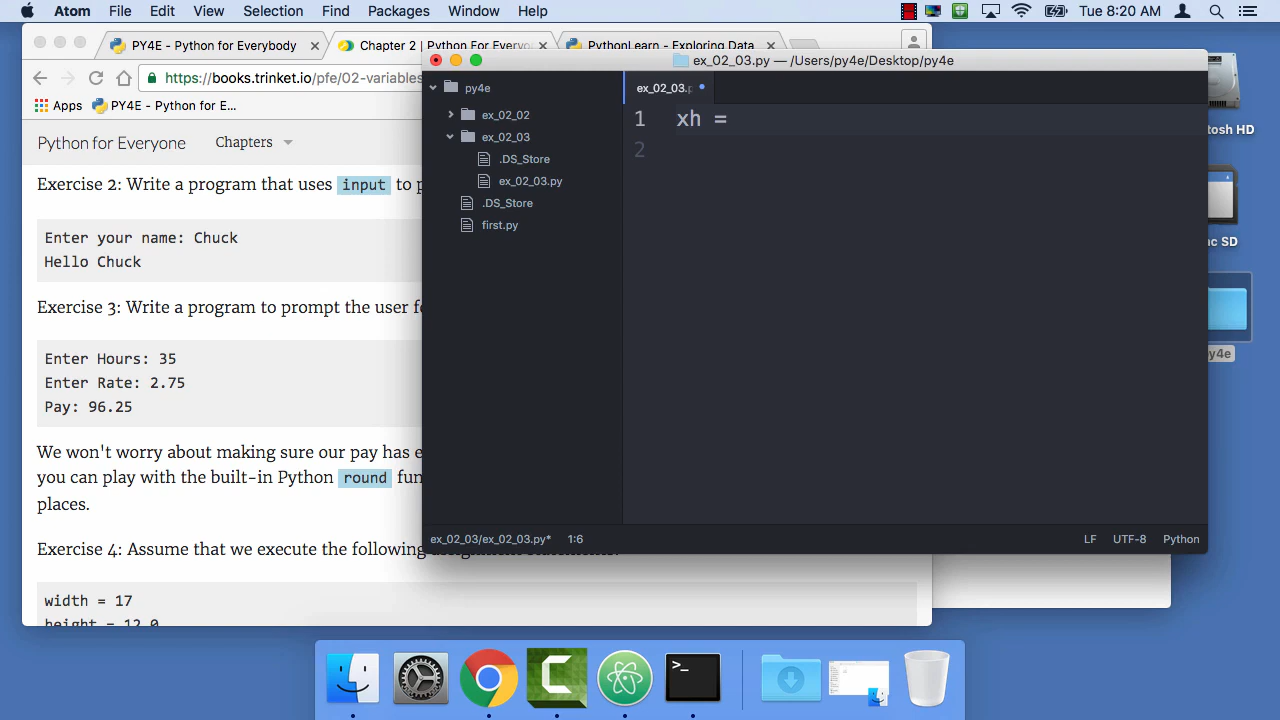 Atom File Edit View Selection Find Packages Window Help Tue 8:20 AM
PY4E - Python for Everybody Chapter 2 | Python For Everyo PythonLearn - Exploring Data
ex_02_03.py — /Users/py4e/Desktop/py4e
https://books.trinket.io/pfe/02-variables
Apps PY4E - Python for E...
Python for Everyone Chapters
Exercise 2: Write a program that uses input to p
Enter your name: Chuck
Hello Chuck
Exercise 3: Write a program to prompt the user fo
Enter Hours: 35
Enter Rate: 2.75
Pay: 96.25
We won't worry about making sure our pay has e
you can play with the built-in Python round fun
places.
Exercise 4: Assume that we execute the following
width = 17
height = 12.0
py4e
ex_02_02
ex_02_03
.DS_Store
ex_02_03.py
.DS_Store
first.py
ex_02_03.p
1 xh =
2
ex_02_03/ex_02_03.py* 1:6 LF UTF-8 Python
tosh HD
c SD
py4e
>_